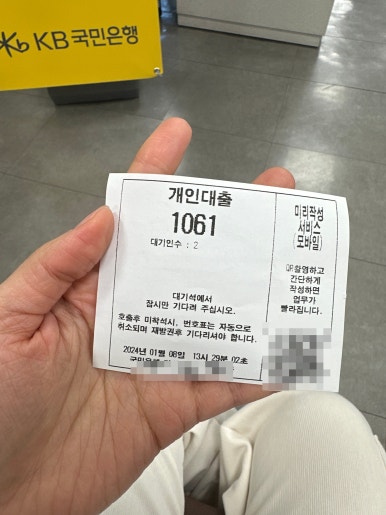 KB국민은행
개인대출
1061
대기인수 : 2
대기석에서
잠시만 기다려 주십시오.
호출후 미착석시, 번호표는 자동으로
취소되며 재발권후 기다리셔야 합니다.
2024년 01월 08일 13시 29분 02초
국민은행
미리작성
서비스
(모바일)
QR촬영하고
간단하게
작성하면
업무가
빨라집니다.